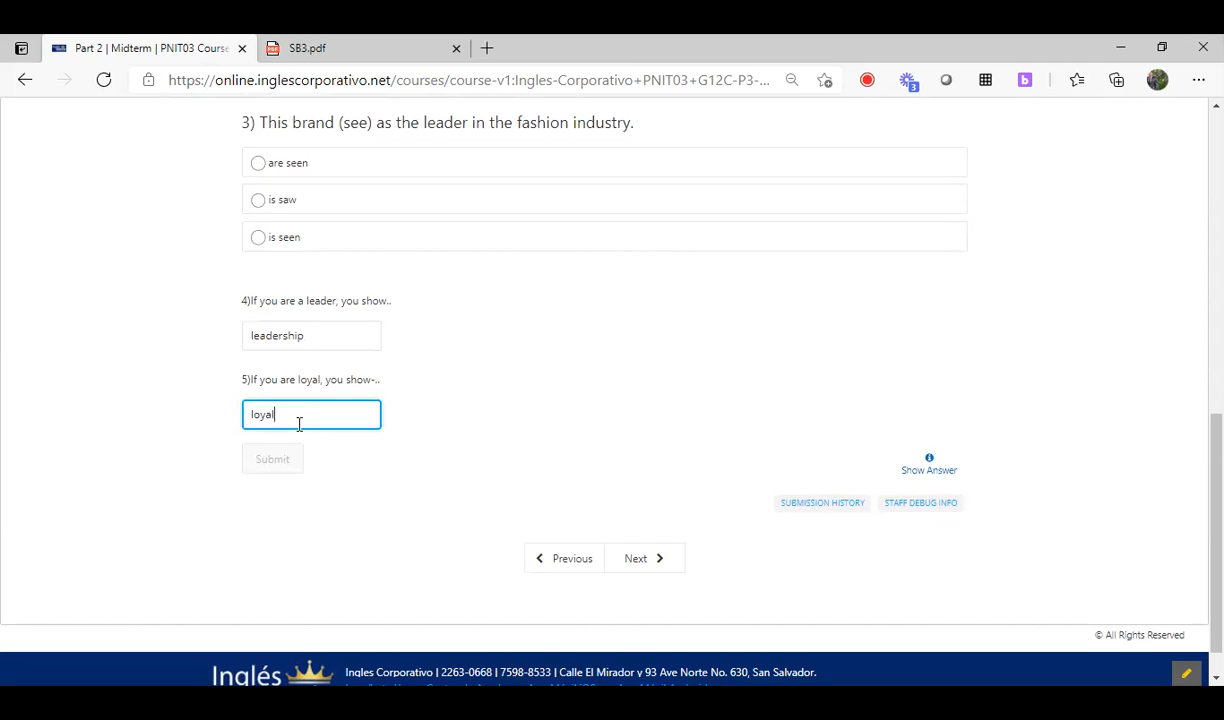 Part 2 | Midterm | PNIT03 Course
SB3.pdf
https://online.inglescorporativo.net/courses/course-v1:Ingles-Corporativo+PNIT03+G12C-P3-...
3
b
3) This brand (see) as the leader in the fashion industry.
are seen
is saw
is seen
4)If you are a leader, you show..
leadership
5)If you are loyal, you show-..
loyal
Submit
Show Answer
SUBMISSION HISTORY
STAFF DEBUG INFO
Previous
Next
© All Rights Reserved
Inglés
Ingles Corporativo | 2263-0668 | 7598-8533 | Calle El Mirador y 93 Ave Norte No. 630, San Salvador.